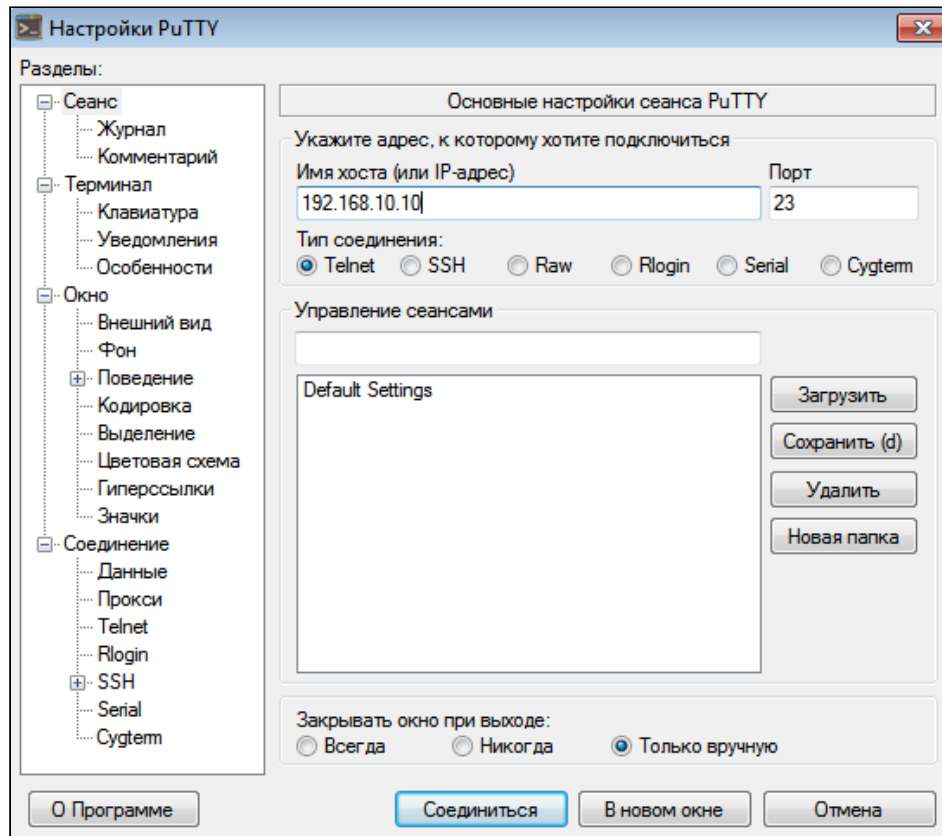 Настройки PuTTY
Разделы:
Сеанс
Журнал
Комментарий
Терминал
Клавиатура
Уведомления
Особенности
Окно
Внешний вид
Фон
Поведение
Кодировка
Выделение
Цветовая схема
Гиперссылки
Значки
Соединение
Данные
Прокси
Telnet
Rlogin
SSH
Serial
Cygterm
Основные настройки сеанса PuTTY
Укажите адрес, к которому хотите подключиться
Имя хоста (или IP-адрес) Порт
192.168.10.10 23
Тип соединения:
Telnet SSH Raw Rlogin Serial Cygterm
Управление сеансами
Default Settings
Загрузить
Сохранить (d)
Удалить
Новая папка
Закрывать окно при выходе:
Всегда Никогда Только вручную
О Программе Соединиться В новом окне Отмена